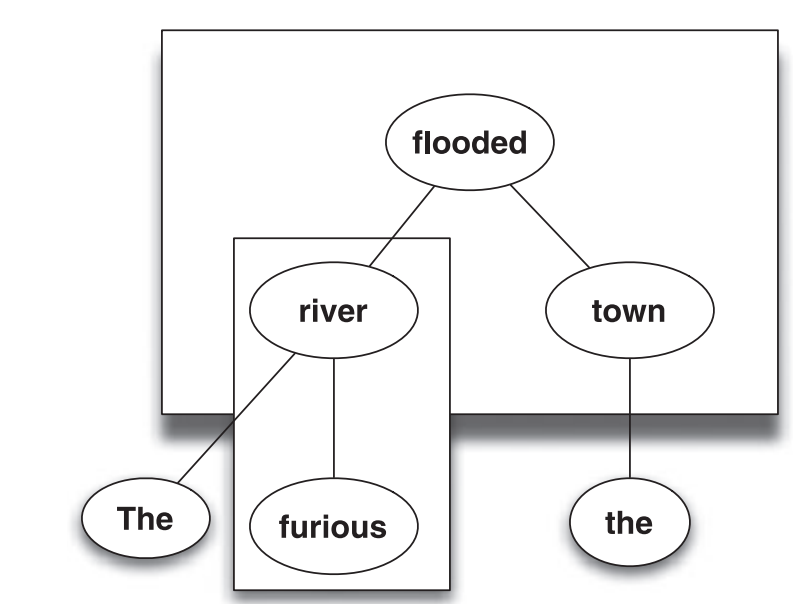 flooded
river
town
The
furious
the